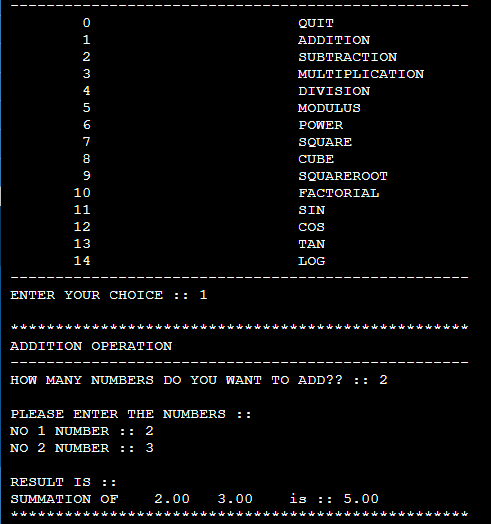 ---------------------------------------------------
0 QUIT
1 ADDITION
2 SUBTRACTION
3 MULTIPLICATION
4 DIVISION
5 MODULUS
6 POWER
7 SQUARE
8 CUBE
9 SQUAREROOT
10 FACTORIAL
11 SIN
12 COS
13 TAN
14 LOG
---------------------------------------------------
ENTER YOUR CHOICE :: 1
***************************************************
ADDITION OPERATION
---------------------------------------------------
HOW MANY NUMBERS DO YOU WANT TO ADD?? :: 2
PLEASE ENTER THE NUMBERS ::
NO 1 NUMBER :: 2
NO 2 NUMBER :: 3
RESULT IS ::
SUMMATION OF 2.00 3.00 is :: 5.00
***************************************************